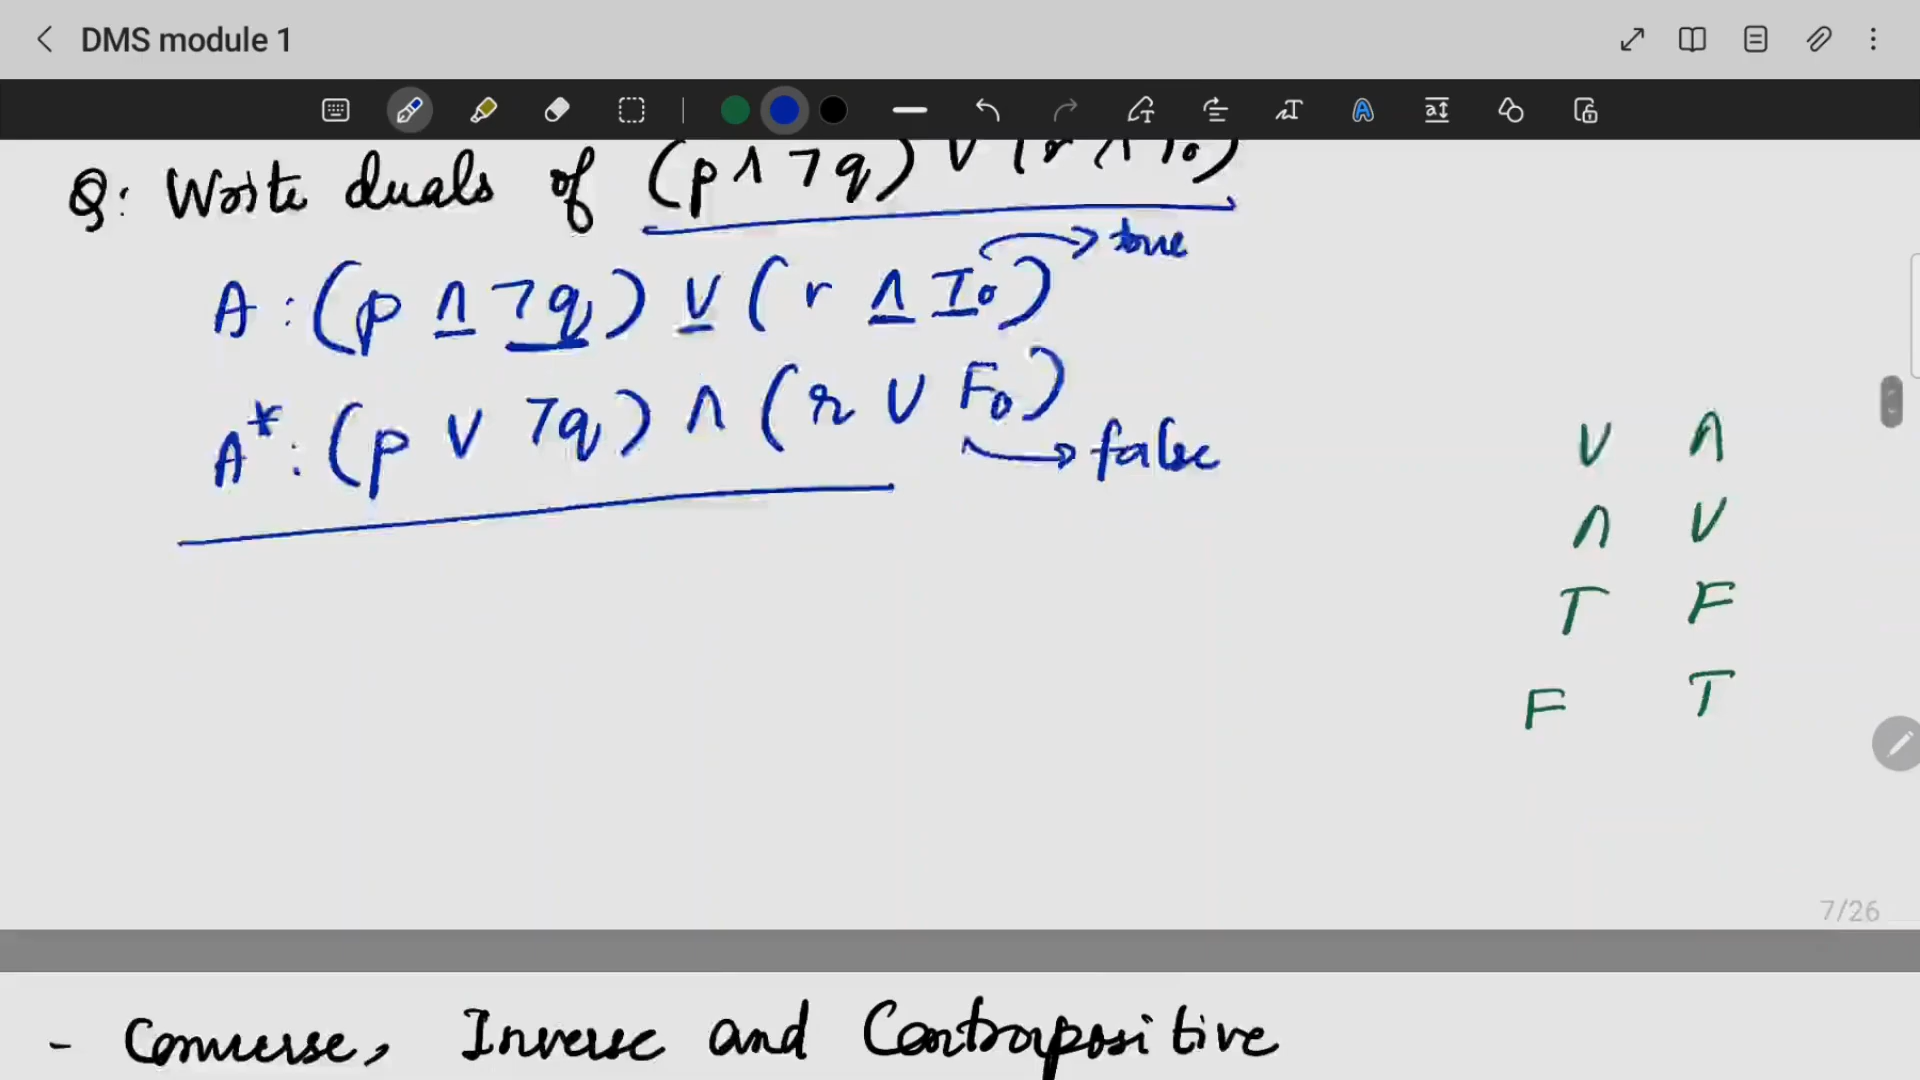 DMS module 1
Q: Write duals of (p ∧ ¬q) ∨ (r ∧ T₀)
→ true
A : (p ∧ ¬q) ∨ (r ∧ T₀)
A* : (p ∨ ¬q) ∧ (r ∨ F₀)
→ false
∨ ∧
∧ ∨
T F
F T
7/26
- Converse, Inverse and Contrapositive